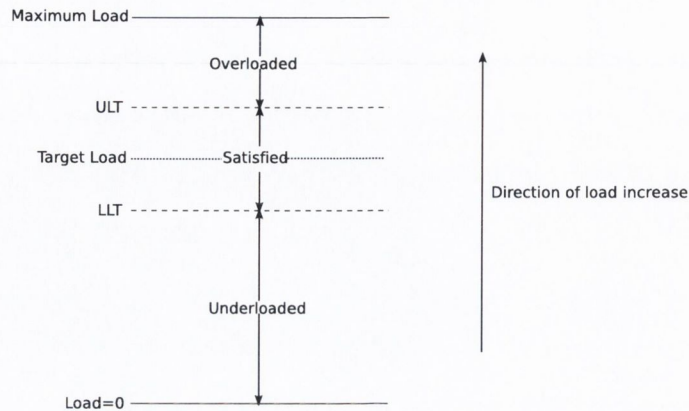 Maximum Load
Overloaded
ULT
Target Load
Satisfied
LLT
Direction of load increase
Underloaded
Load=0